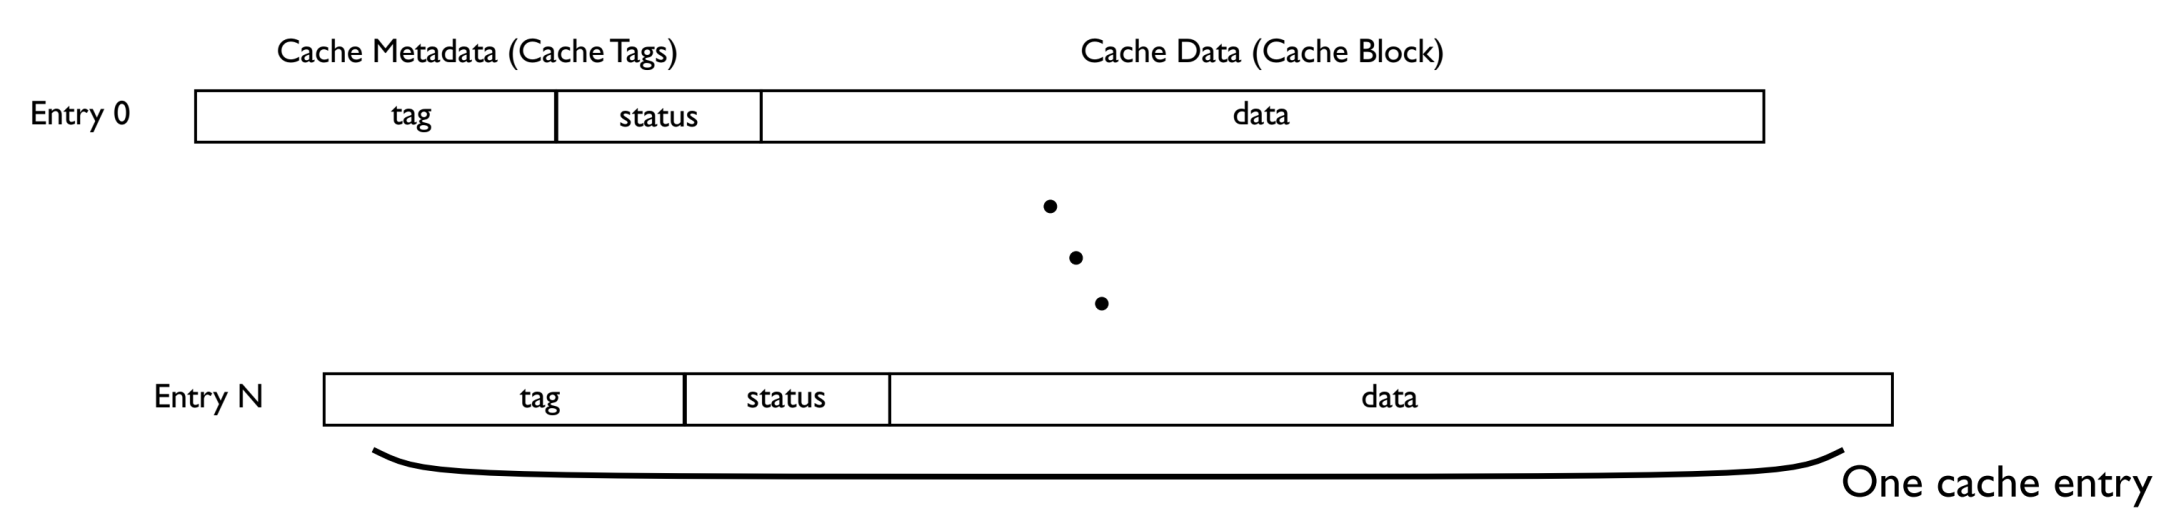 Cache Metadata (Cache Tags) Cache Data (Cache Block)
Entry 0 tag status data
Entry N tag status data
One cache entry